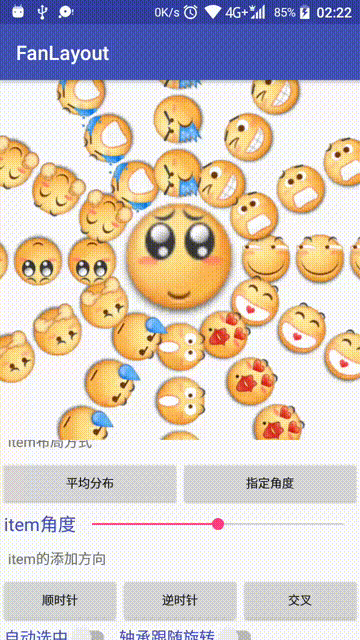 0K/s 4G+ 85% 02:22
FanLayout
item布局方式
平均分布 指定角度
item角度
item的添加方向
顺时针 逆时针 交叉
自动选中 轴承跟随旋转